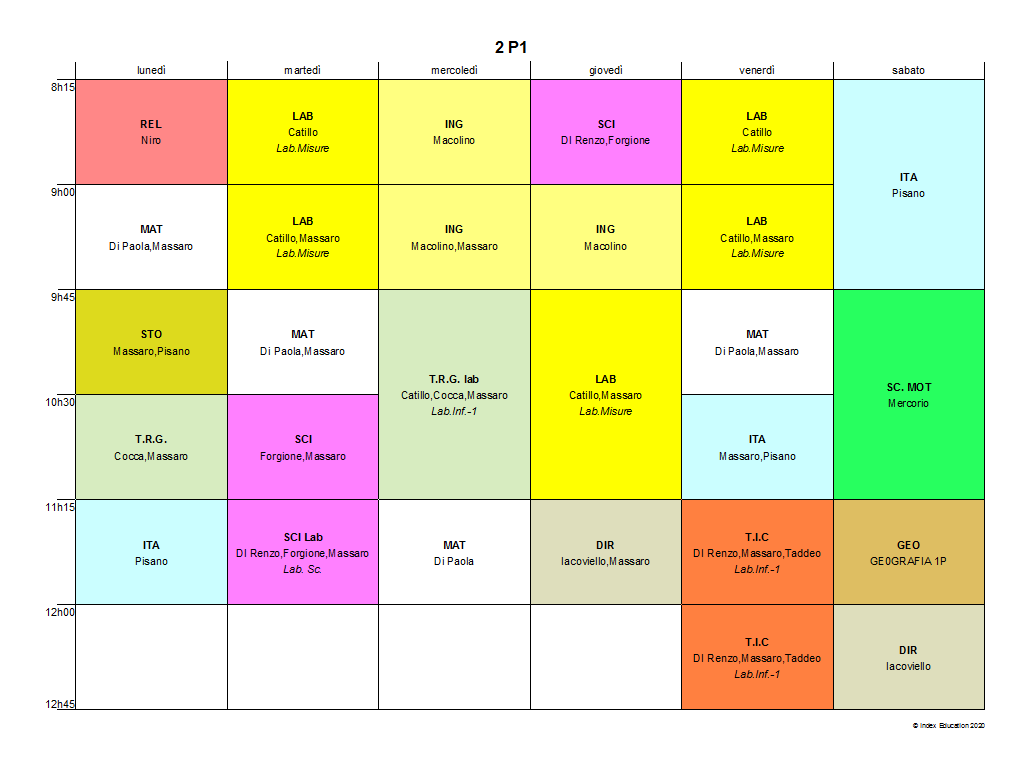 2 P1
lunedì martedì mercoledì giovedì venerdì sabato
8h15
REL
Niro
LAB
Catillo
Lab.Misure
ING
Macolino
SCI
DI Renzo,Forgione
LAB
Catillo
Lab.Misure
ITA
Pisano
9h00
MAT
Di Paola,Massaro
LAB
Catillo,Massaro
Lab.Misure
ING
Macolino,Massaro
ING
Macolino
LAB
Catillo,Massaro
Lab.Misure
9h45
STO
Massaro,Pisano
MAT
Di Paola,Massaro
T.R.G. lab
Catillo,Cocca,Massaro
Lab.Inf.-1
LAB
Catillo,Massaro
Lab.Misure
MAT
Di Paola,Massaro
SC. MOT
Mercorio
10h30
T.R.G.
Cocca,Massaro
SCI
Forgione,Massaro
ITA
Massaro,Pisano
11h15
ITA
Pisano
SCI Lab
DI Renzo,Forgione,Massaro
Lab. Sc.
MAT
Di Paola
DIR
Iacoviello,Massaro
T.I.C
DI Renzo,Massaro,Taddeo
Lab.Inf.-1
GEO
GE0GRAFIA 1P
12h00
T.I.C
DI Renzo,Massaro,Taddeo
Lab.Inf.-1
DIR
Iacoviello
12h45
© Index Education 2020